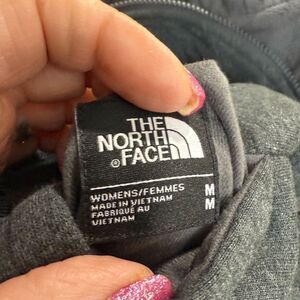 THE
NORTH
®FACE
WOMENS/FEMMES M
MADE IN VIETNAM M
FABRIQUÉ AU
VIETNAM